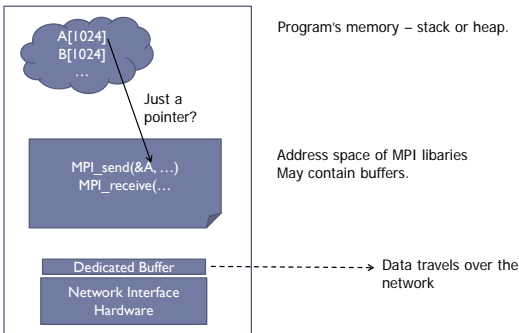 A[1024]
B[1024]
…
Program's memory – stack or heap.
Just a
pointer?
MPI_send(&A, …)
MPI_receive(…
Address space of MPI libaries
May contain buffers.
Dedicated Buffer
Data travels over the
network
Network Interface
Hardware